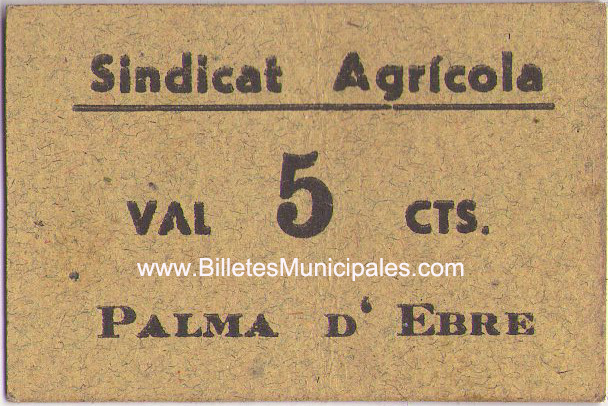 Sindicat Agrícola
VAL 5 CTS.
www.BilletesMunicipales.com
PALMA D' EBRE